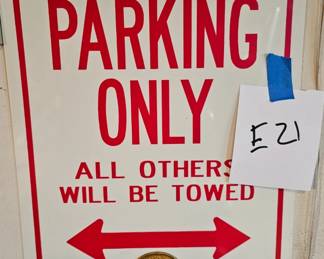 PARKING
ONLY
ALL OTHERS
WILL BE TOWED
E21